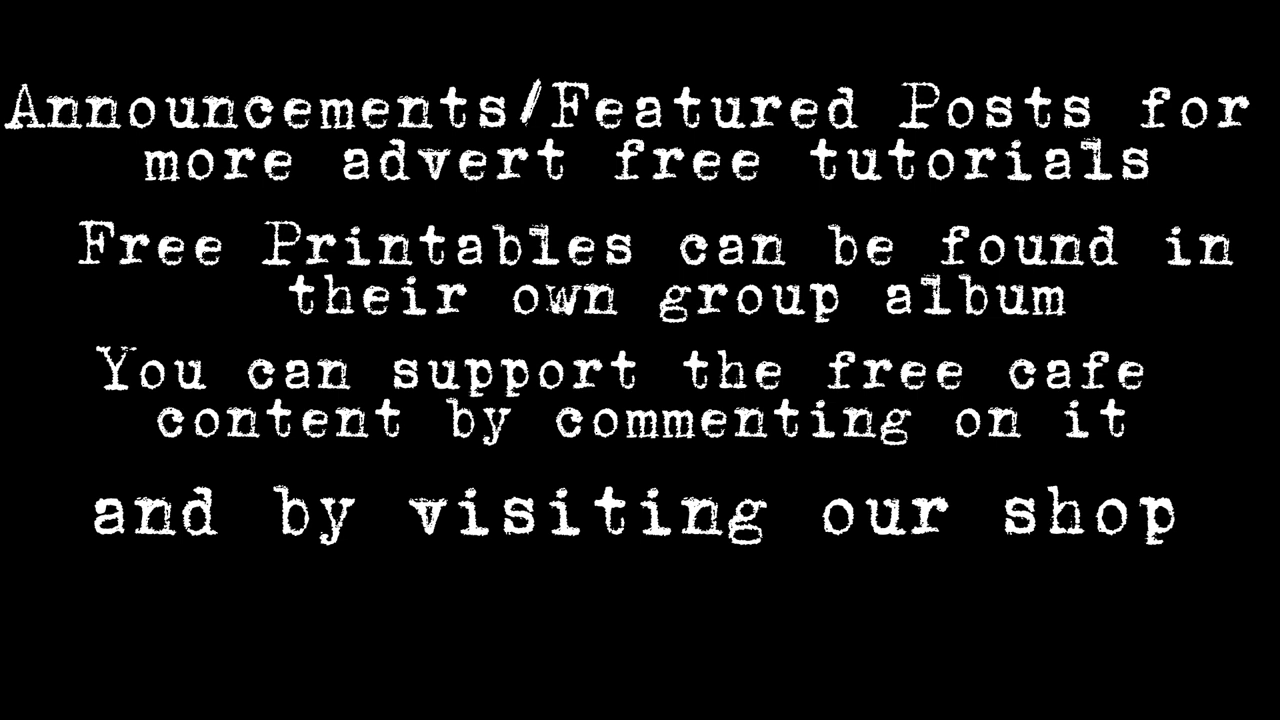 Announcements/Featured Posts for
more advert free tutorials
Free Printables can be found in
their own group album
You can support the free cafe
content by commenting on it
and by visiting our shop